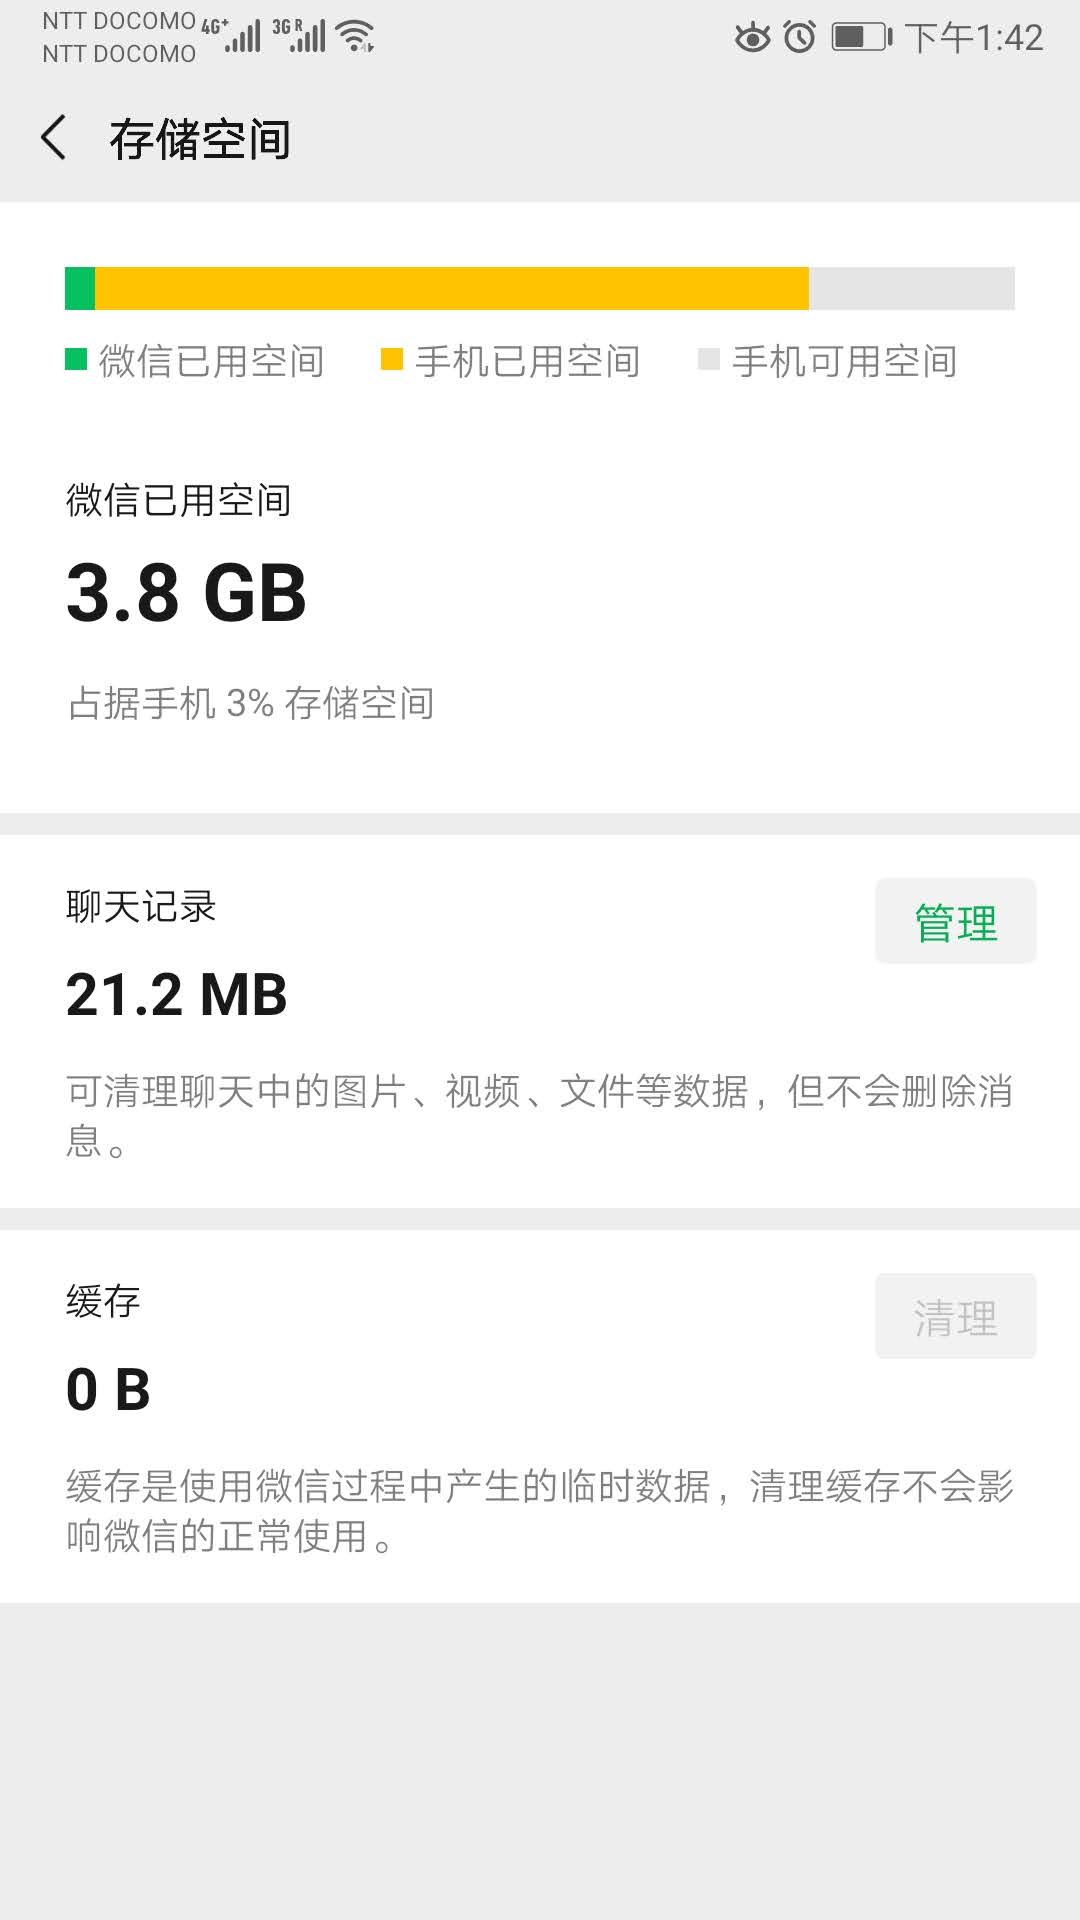 NTT DOCOMO 4G+ 3G R 下午1:42
NTT DOCOMO
存储空间
微信已用空间 手机已用空间 手机可用空间
微信已用空间
3.8 GB
占据手机 3% 存储空间
聊天记录 管理
21.2 MB
可清理聊天中的图片、视频、文件等数据，但不会删除消
息。
缓存 清理
0 B
缓存是使用微信过程中产生的临时数据，清理缓存不会影
响微信的正常使用。